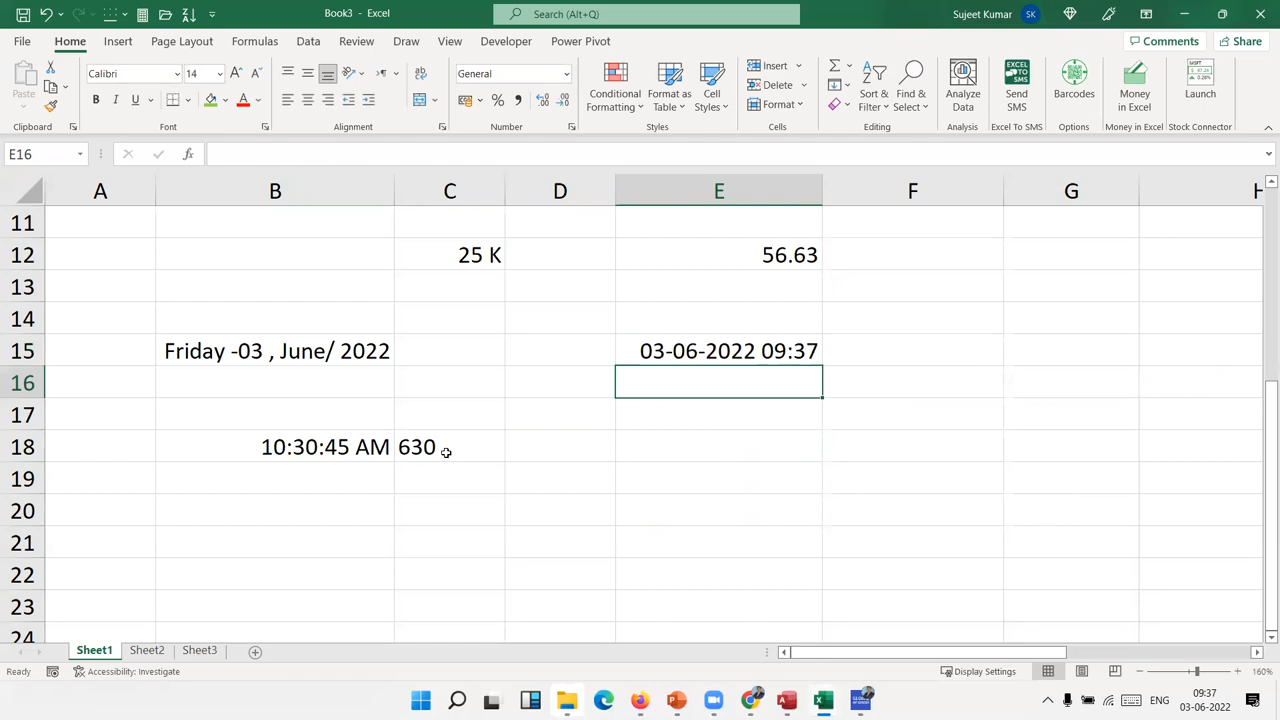 Book3 - Excel
Search (Alt+Q)
Sujeet Kumar
SK
File Home Insert Page Layout Formulas Data Review View Draw Developer Power Pivot
Comments Share
Paste
Calibri 14
B I U
General
Conditional Formatting
Format as Table
Cell Styles
Insert
Delete
Format
Sort & Filter
Find & Select
Analyze Data
Send SMS
Barcodes
Money in Excel
Launch
Clipboard Font Alignment Number Styles Cells Editing Analysis Excel To SMS Options Money in Excel Stock Connector
E16
fx
A B C D E F G H
11
12 25 K 56.63
13
14
15 Friday -03 , June/ 2022 03-06-2022 09:37
16
17
18 10:30:45 AM 630
19
20
21
22
23
24
Sheet1 Sheet2 Sheet3
Ready Accessibility: Investigate Display Settings 160%
ENG 09:37
03-06-2022